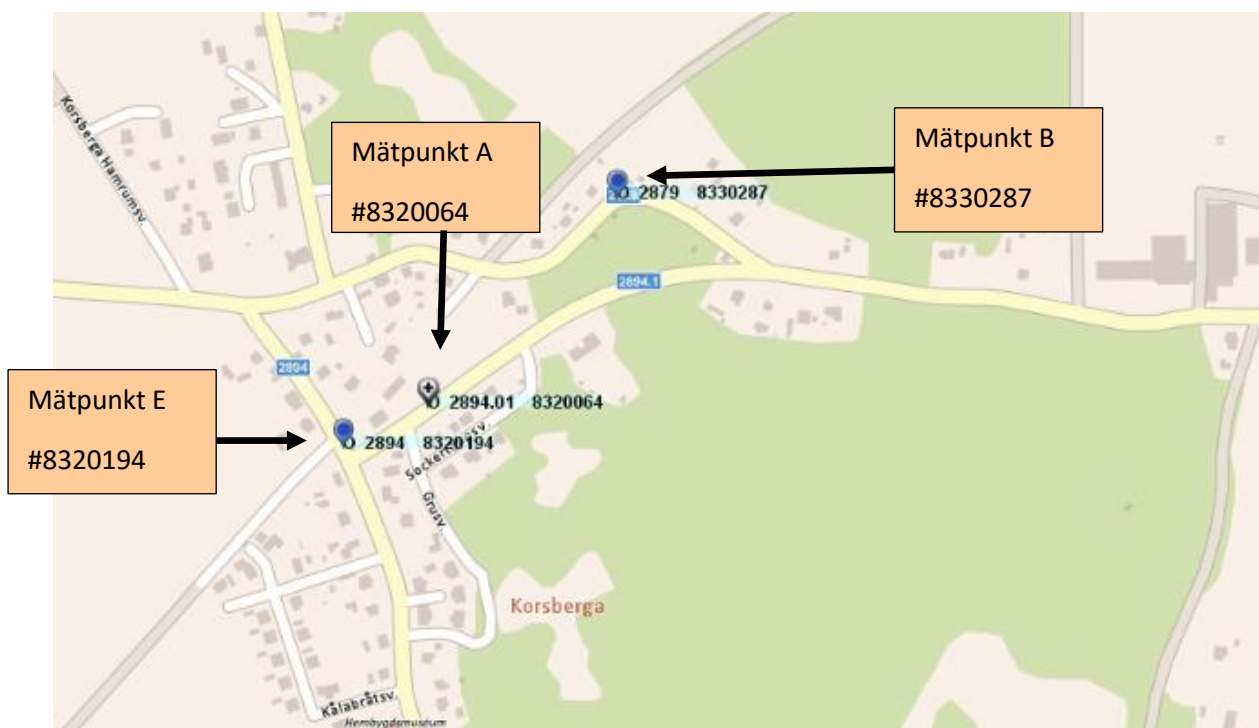 Korsberga Hamrumsv.
Mätpunkt A
#8320064
Mätpunkt B
#8330287
2879 8330287
2894.1
2894
Mätpunkt E
#8320194
2894.01 8320064
2894 8320194
Grusv.
Korsberga
Kålabråtsv.
Hembygdsmuseum